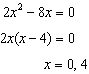 2x² − 8x = 0
2x(x − 4) = 0
x = 0, 4